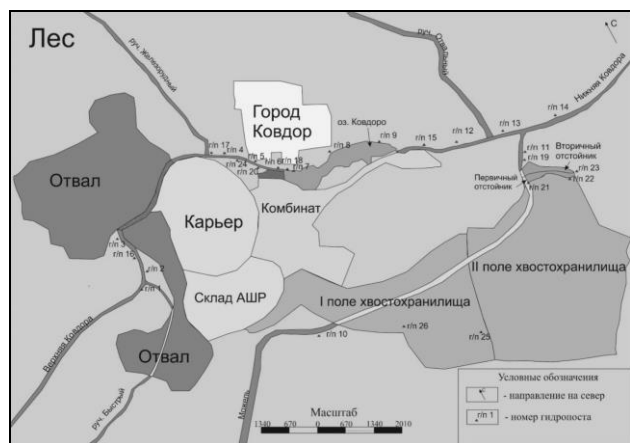 Лес
руч. Железорудный
руч. Отвальный
С
Нижняя Ковдора
Город
Ковдор
оз. Ковдоро
г/п 14
г/п 13
г/п 12
г/п 15
г/п 9
г/п 8
г/п 17
г/п 4
г/п 5
г/п 18
г/п 7
г/п 24
г/п 20
г/п 11
г/п 19
Вторичный
отстойник
г/п 23
г/п 22
Первичный
отстойник
г/п 21
Отвал
Карьер
Комбинат
г/п 3
г/п 16
г/п 2
г/п 1
Склад АШР
I поле хвостохранилища
II поле хвостохранилища
г/п 26
г/п 25
г/п 10
Верхняя Ковдора
Отвал
руч. Быстрый
Можель
Масштаб
1340 670 0 670 1340 2010
Условные обозначения
- направление на север
г/п 1 - номер гидропоста